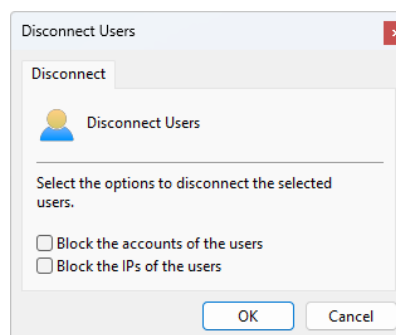 Disconnect Users
Disconnect
Disconnect Users
Select the options to disconnect the selected
users.
Block the accounts of the users
Block the IPs of the users
OK
Cancel